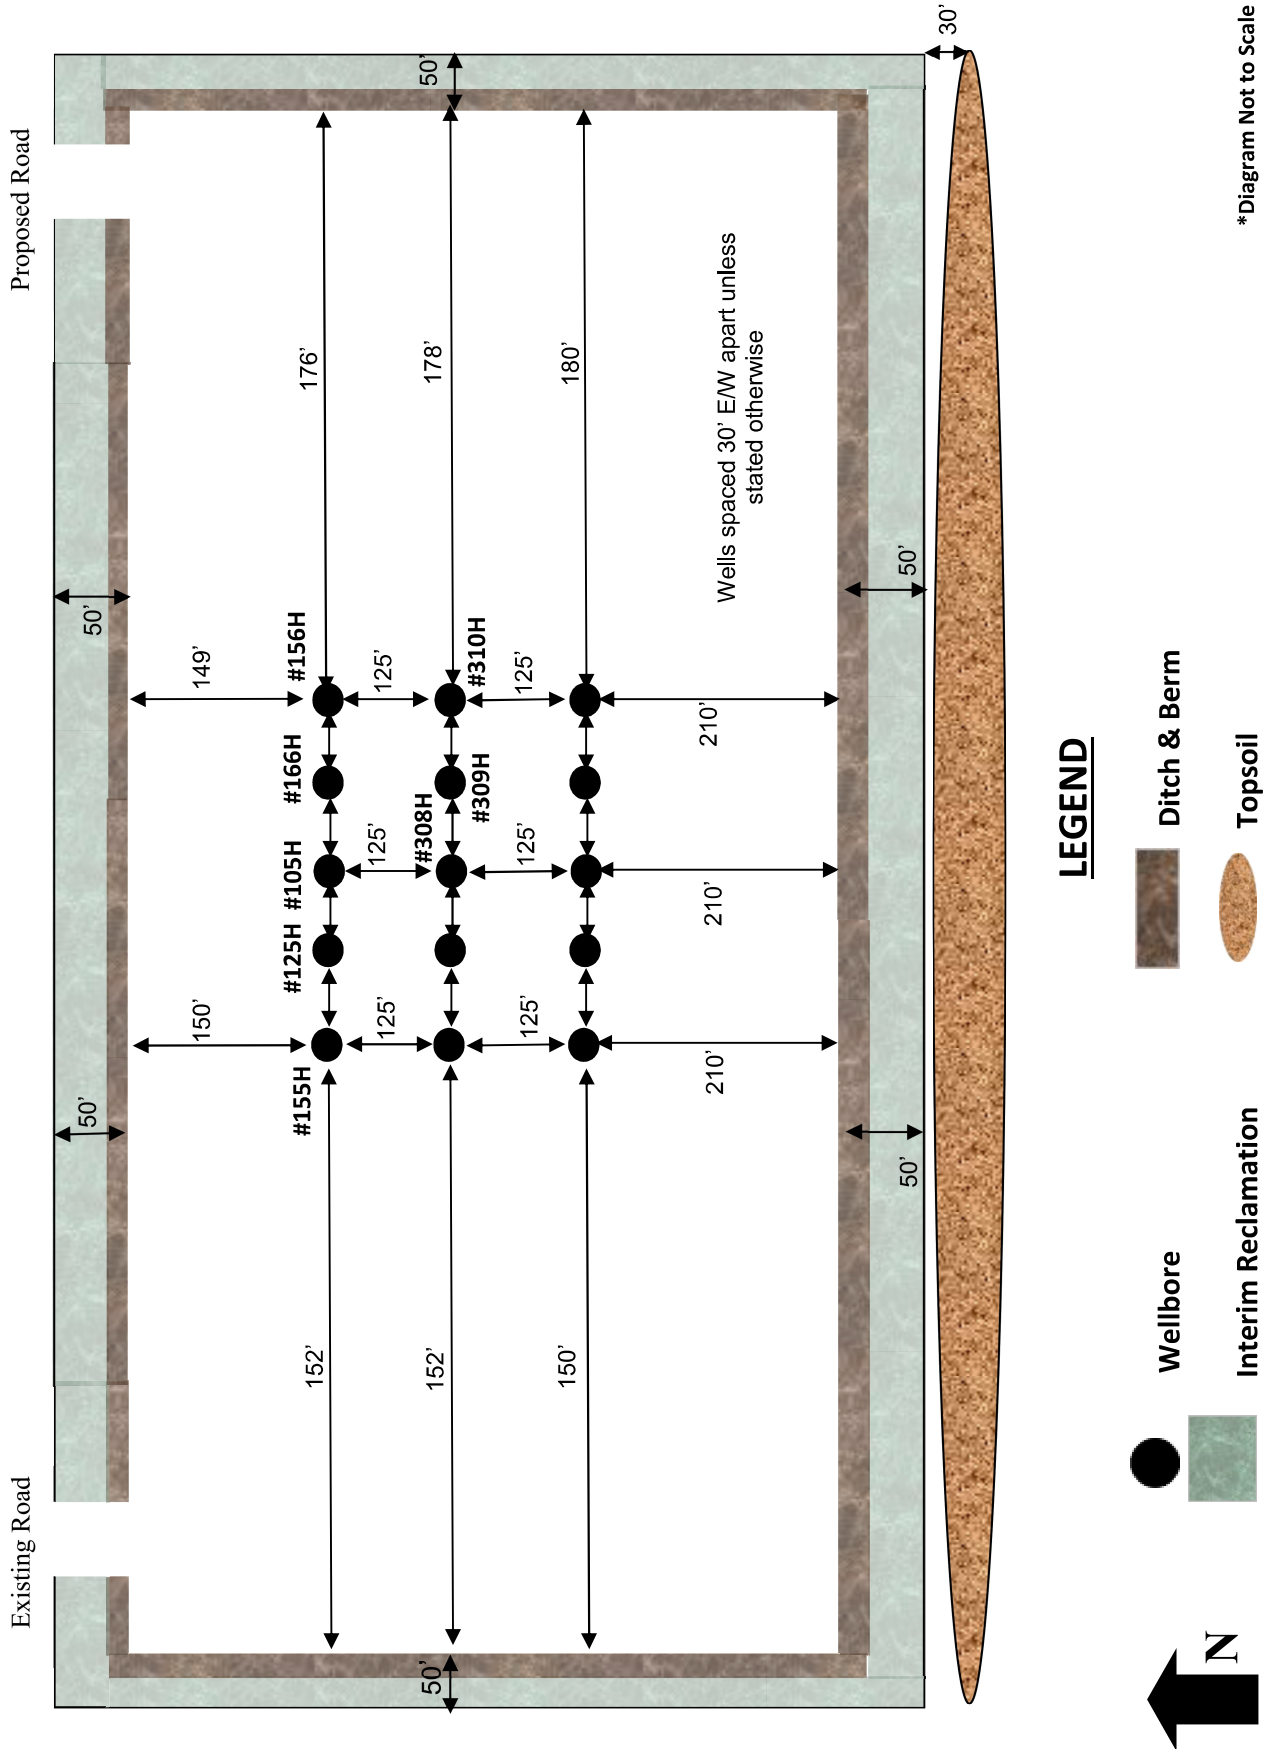 Existing Road
Proposed Road
50'
50'
150'
149'
#155H
#125H
#105H
#166H
#156H
152'
176'
125'
125'
125'
50'
152'
#308H
#309H
#310H
178'
50'
125'
125'
125'
150'
180'
210'
210'
210'
Wells spaced 30' E/W apart unless
stated otherwise
50'
50'
30'
LEGEND
Wellbore
Ditch & Berm
Interim Reclamation
Topsoil
N
*Diagram Not to Scale